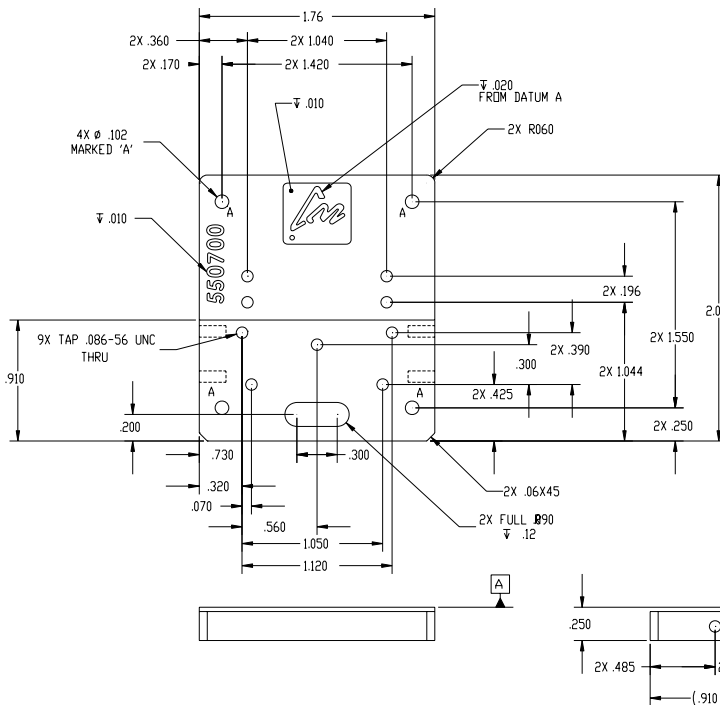 1.76
2X .360
2X 1.040
2X .170
2X 1.420
↧ .020
FROM DATUM A
↧ .010
4X Ø .102
MARKED 'A'
2X R060
A
A
↧ .010
550700
2X .196
9X TAP .086-56 UNC
THRU
2X 1.550
2X .390
.300
2X 1.044
.910
2X .425
A
A
.200
2X .250
.730
.300
.320
2X .06X45
.070
.560
2X FULL R90
↧ .12
1.050
1.120
A
.250
2X .485
(.910